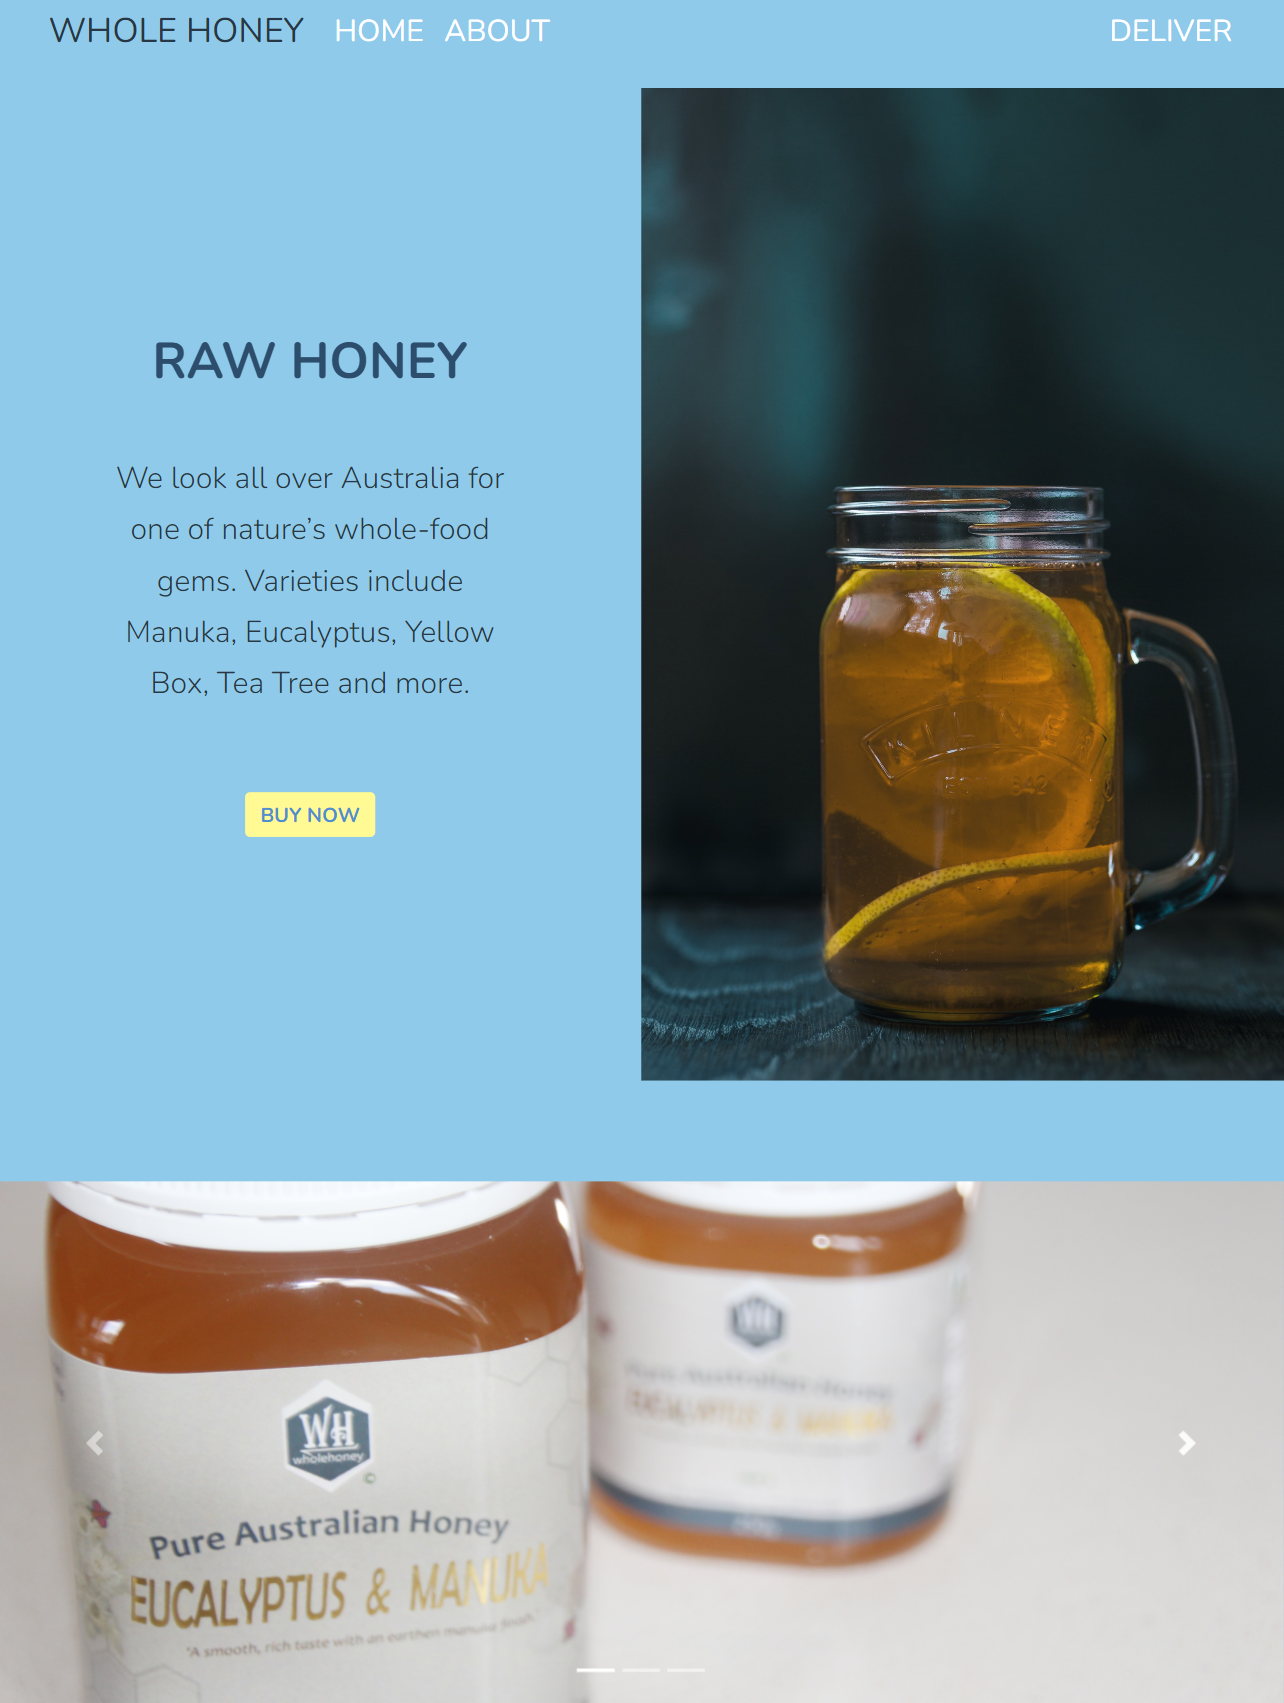 WHOLE HONEY HOME ABOUT DELIVER
RAW HONEY
We look all over Australia for
one of nature's whole-food
gems. Varieties include
Manuka, Eucalyptus, Yellow
Box, Tea Tree and more.
BUY NOW
KILNER
1842
WH
wholehoney
©
Pure Australian Honey
EUCALYPTUS & MANUKA
"A smooth, rich taste with an earthen manuka finish."
Pure Australian Honey
EUCALYPTUS & MANUKA